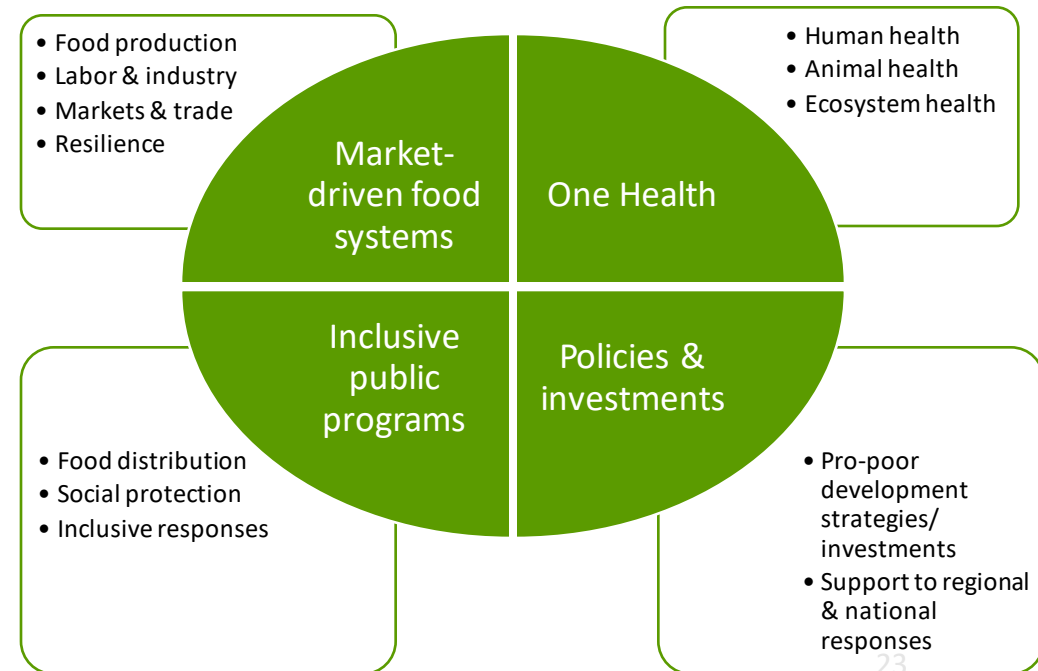 • Food production
• Labor & industry
• Markets & trade
• Resilience
• Human health
• Animal health
• Ecosystem health
Market-
driven food
systems
One Health
Inclusive
public
programs
Policies &
investments
• Food distribution
• Social protection
• Inclusive responses
• Pro-poor
development
strategies/
investments
• Support to regional
& national
responses
23